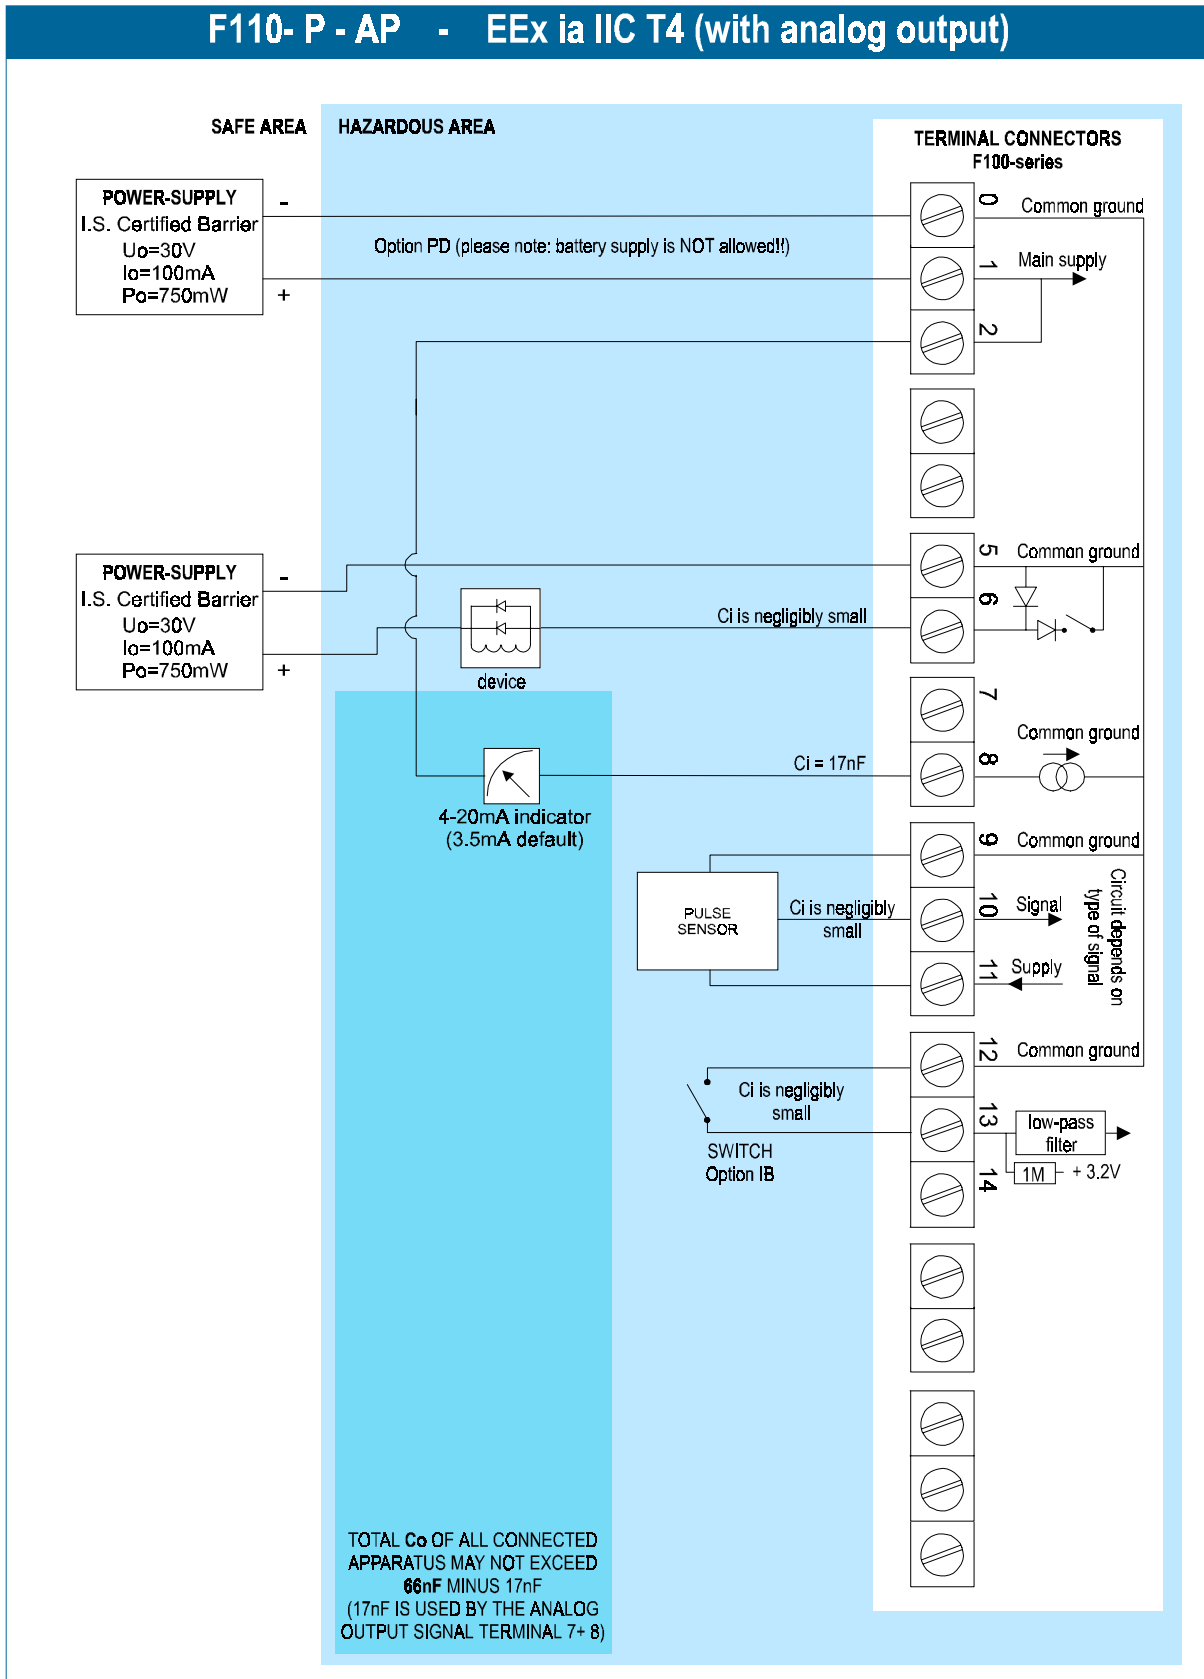 F110- P - AP - EEx ia IIC T4 (with analog output)
SAFE AREA
HAZARDOUS AREA
TERMINAL CONNECTORS
F100-series
POWER-SUPPLY
I.S. Certified Barrier
Uo=30V
Io=100mA
Po=750mW
-
+
Option PD (please note: battery supply is NOT allowed!!)
0
Common ground
1
Main supply
2
POWER-SUPPLY
I.S. Certified Barrier
Uo=30V
Io=100mA
Po=750mW
-
+
device
Ci is negligibly small
5
Common ground
6
7
Common ground
8
Ci = 17nF
4-20mA indicator
(3.5mA default)
9
Common ground
PULSE
SENSOR
Ci is negligibly
small
10
Signal
11
Supply
Circuit depends on
type of signal
12
Common ground
Ci is negligibly
small
SWITCH
Option IB
13
low-pass
filter
14
1M
+ 3.2V
TOTAL Co OF ALL CONNECTED
APPARATUS MAY NOT EXCEED
66nF MINUS 17nF
(17nF IS USED BY THE ANALOG
OUTPUT SIGNAL TERMINAL 7+ 8)